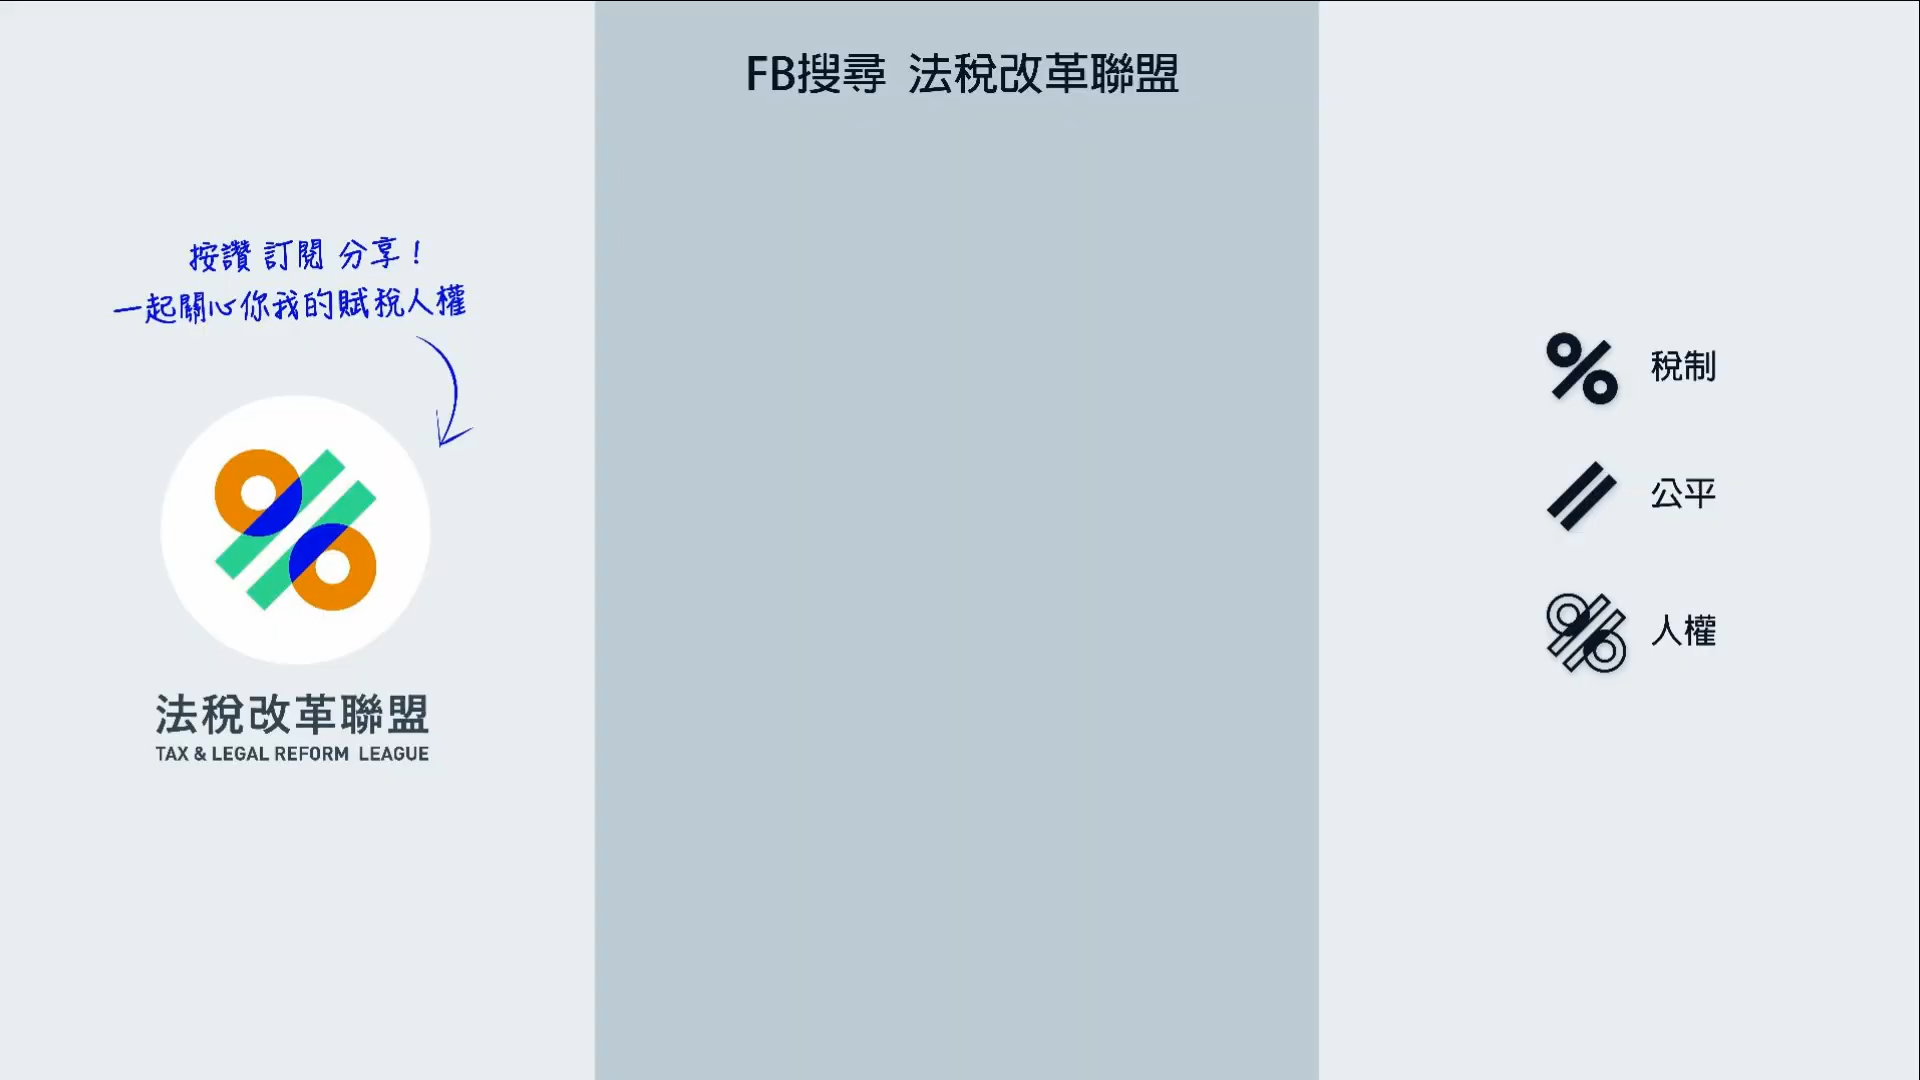 FB搜尋 法稅改革聯盟
按讚 訂閱 分享！
一起關心你我的賦稅人權
法稅改革聯盟
TAX & LEGAL REFORM LEAGUE
稅制
公平
人權